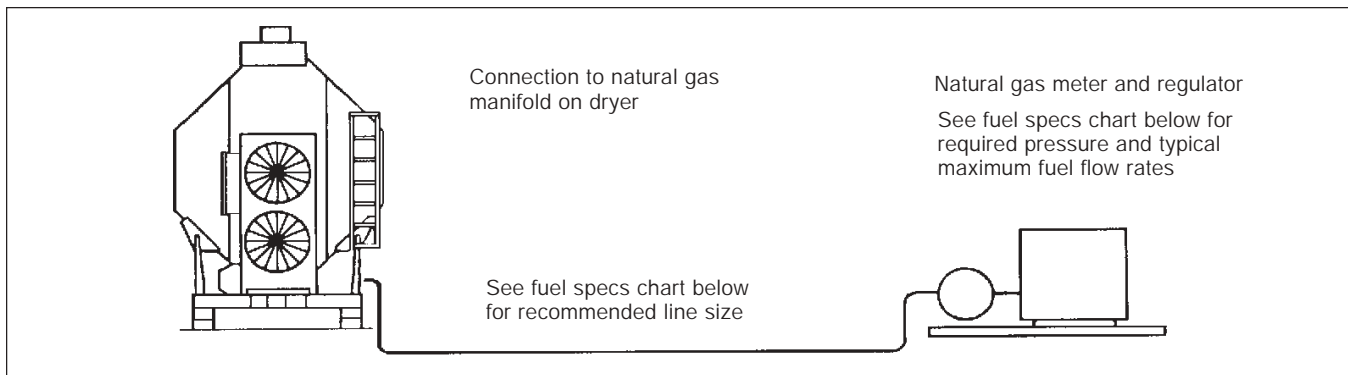 Connection to natural gas
manifold on dryer
Natural gas meter and regulator
See fuel specs chart below for
required pressure and typical
maximum fuel flow rates
See fuel specs chart below
for recommended line size